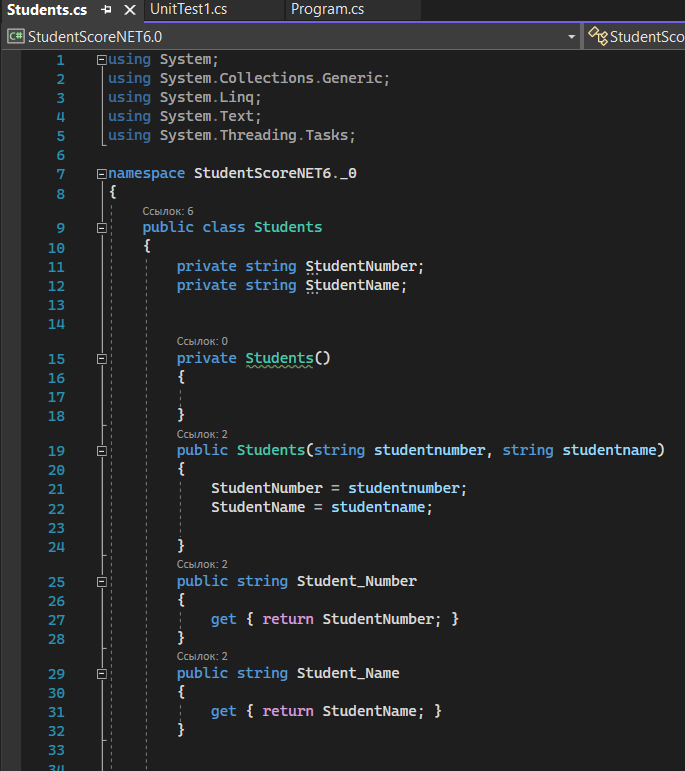 Students.cs UnitTest1.cs Program.cs
C# StudentScoreNET6.0 StudentSco
1 using System;
2 using System.Collections.Generic;
3 using System.Linq;
4 using System.Text;
5 using System.Threading.Tasks;
6
7 namespace StudentScoreNET6._0
8 {
Ссылок: 6
9 public class Students
10 {
11 private string StudentNumber;
12 private string StudentName;
13
14
Ссылок: 0
15 private Students()
16 {
17
18 }
Ссылок: 2
19 public Students(string studentnumber, string studentname)
20 {
21 StudentNumber = studentnumber;
22 StudentName = studentname;
23
24 }
Ссылок: 2
25 public string Student_Number
26 {
27 get { return StudentNumber; }
28 }
Ссылок: 2
29 public string Student_Name
30 {
31 get { return StudentName; }
32 }
33
34